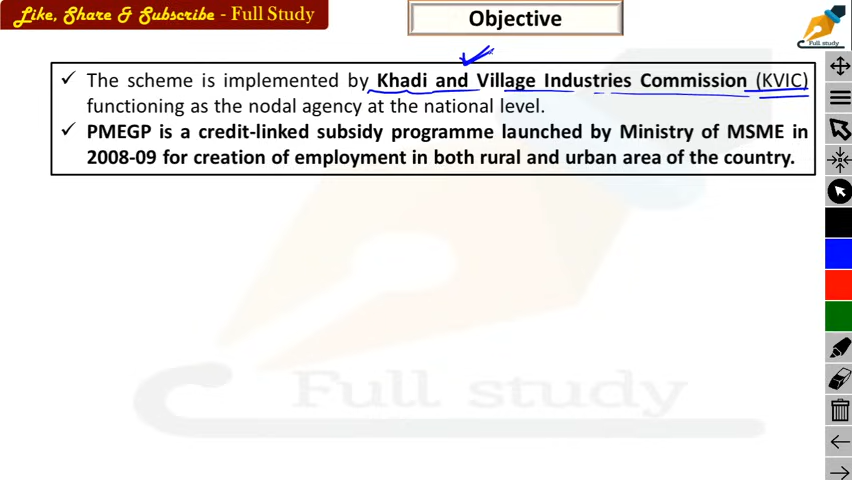 Like, Share & Subscribe - Full Study
Objective
Full study
✓ The scheme is implemented by Khadi and Village Industries Commission (KVIC)
functioning as the nodal agency at the national level.
✓ PMEGP is a credit-linked subsidy programme launched by Ministry of MSME in
2008-09 for creation of employment in both rural and urban area of the country.
Full study